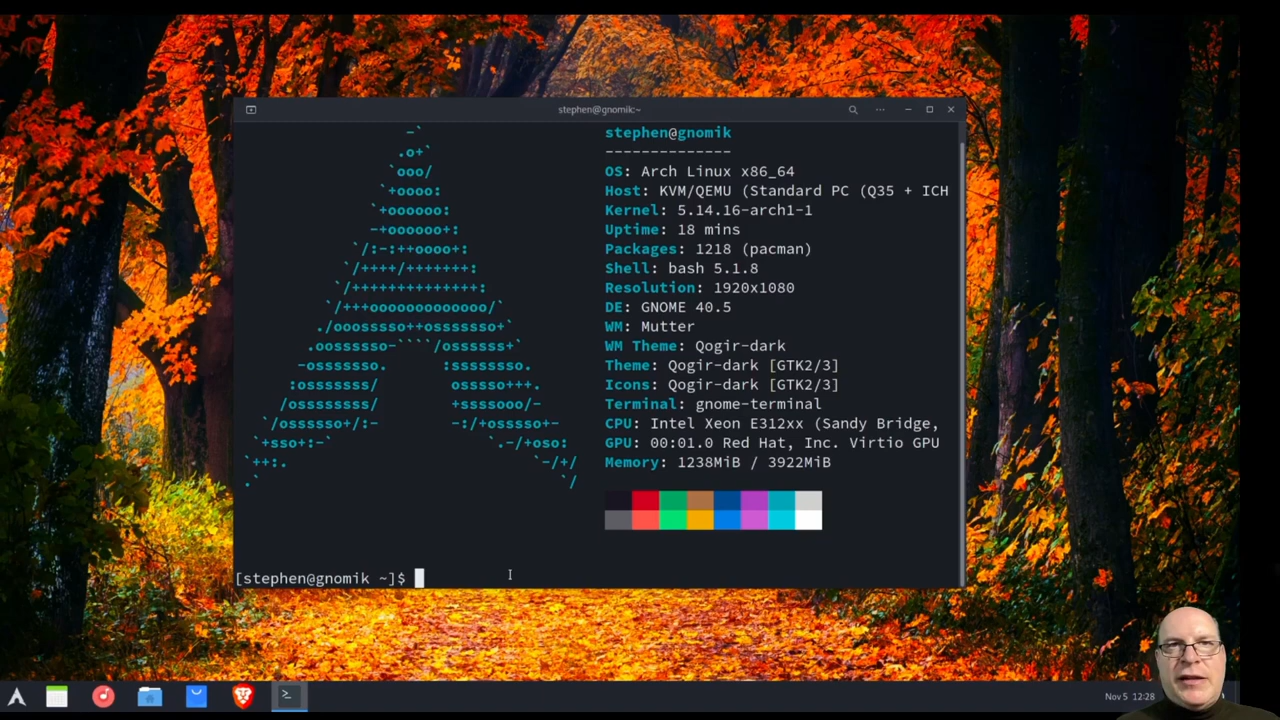 stephen@gnomik:~
stephen@gnomik
--------------
OS: Arch Linux x86_64
Host: KVM/QEMU (Standard PC (Q35 + ICH
Kernel: 5.14.16-arch1-1
Uptime: 18 mins
Packages: 1218 (pacman)
Shell: bash 5.1.8
Resolution: 1920x1080
DE: GNOME 40.5
WM: Mutter
WM Theme: Qogir-dark
Theme: Qogir-dark [GTK2/3]
Icons: Qogir-dark [GTK2/3]
Terminal: gnome-terminal
CPU: Intel Xeon E312xx (Sandy Bridge,
GPU: 00:01.0 Red Hat, Inc. Virtio GPU
Memory: 1238MiB / 3922MiB
[stephen@gnomik ~]$
Nov 5 12:28